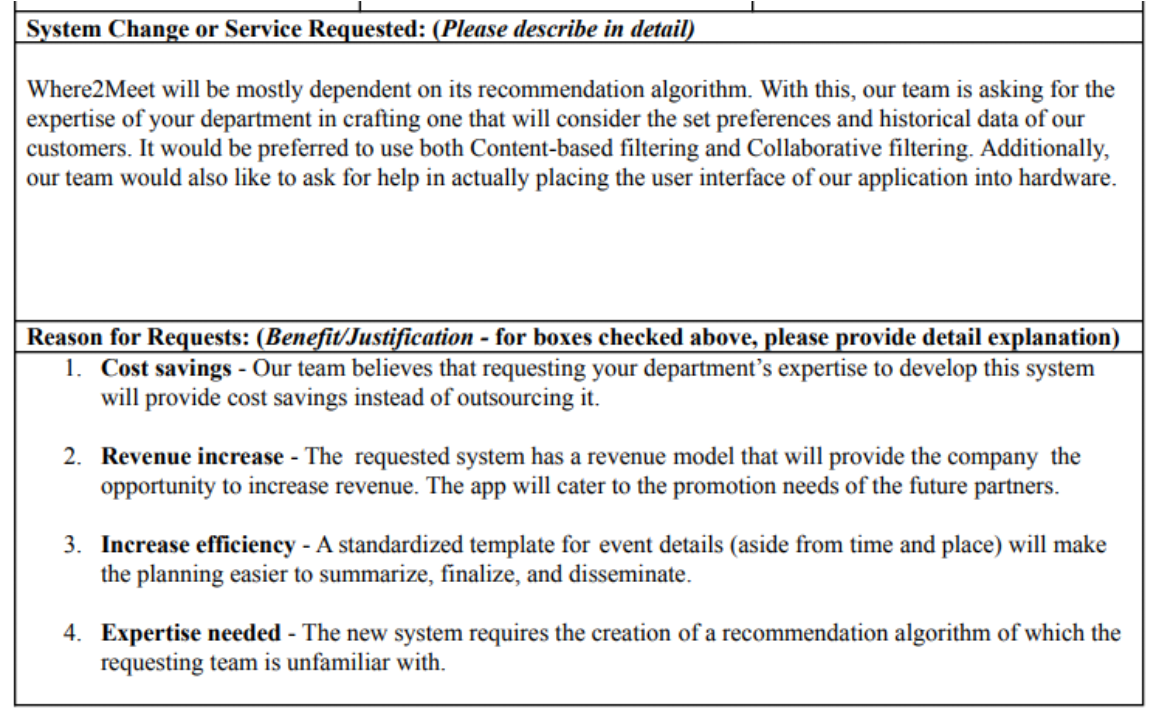 System Change or Service Requested: (Please describe in detail)
Where2Meet will be mostly dependent on its recommendation algorithm. With this, our team is asking for the
expertise of your department in crafting one that will consider the set preferences and historical data of our
customers. It would be preferred to use both Content-based filtering and Collaborative filtering. Additionally,
our team would also like to ask for help in actually placing the user interface of our application into hardware.
Reason for Requests: (Benefit/Justification - for boxes checked above, please provide detail explanation)
1. Cost savings - Our team believes that requesting your department's expertise to develop this system
will provide cost savings instead of outsourcing it.
2. Revenue increase - The requested system has a revenue model that will provide the company the
opportunity to increase revenue. The app will cater to the promotion needs of the future partners.
3. Increase efficiency - A standardized template for event details (aside from time and place) will make
the planning easier to summarize, finalize, and disseminate.
4. Expertise needed - The new system requires the creation of a recommendation algorithm of which the
requesting team is unfamiliar with.